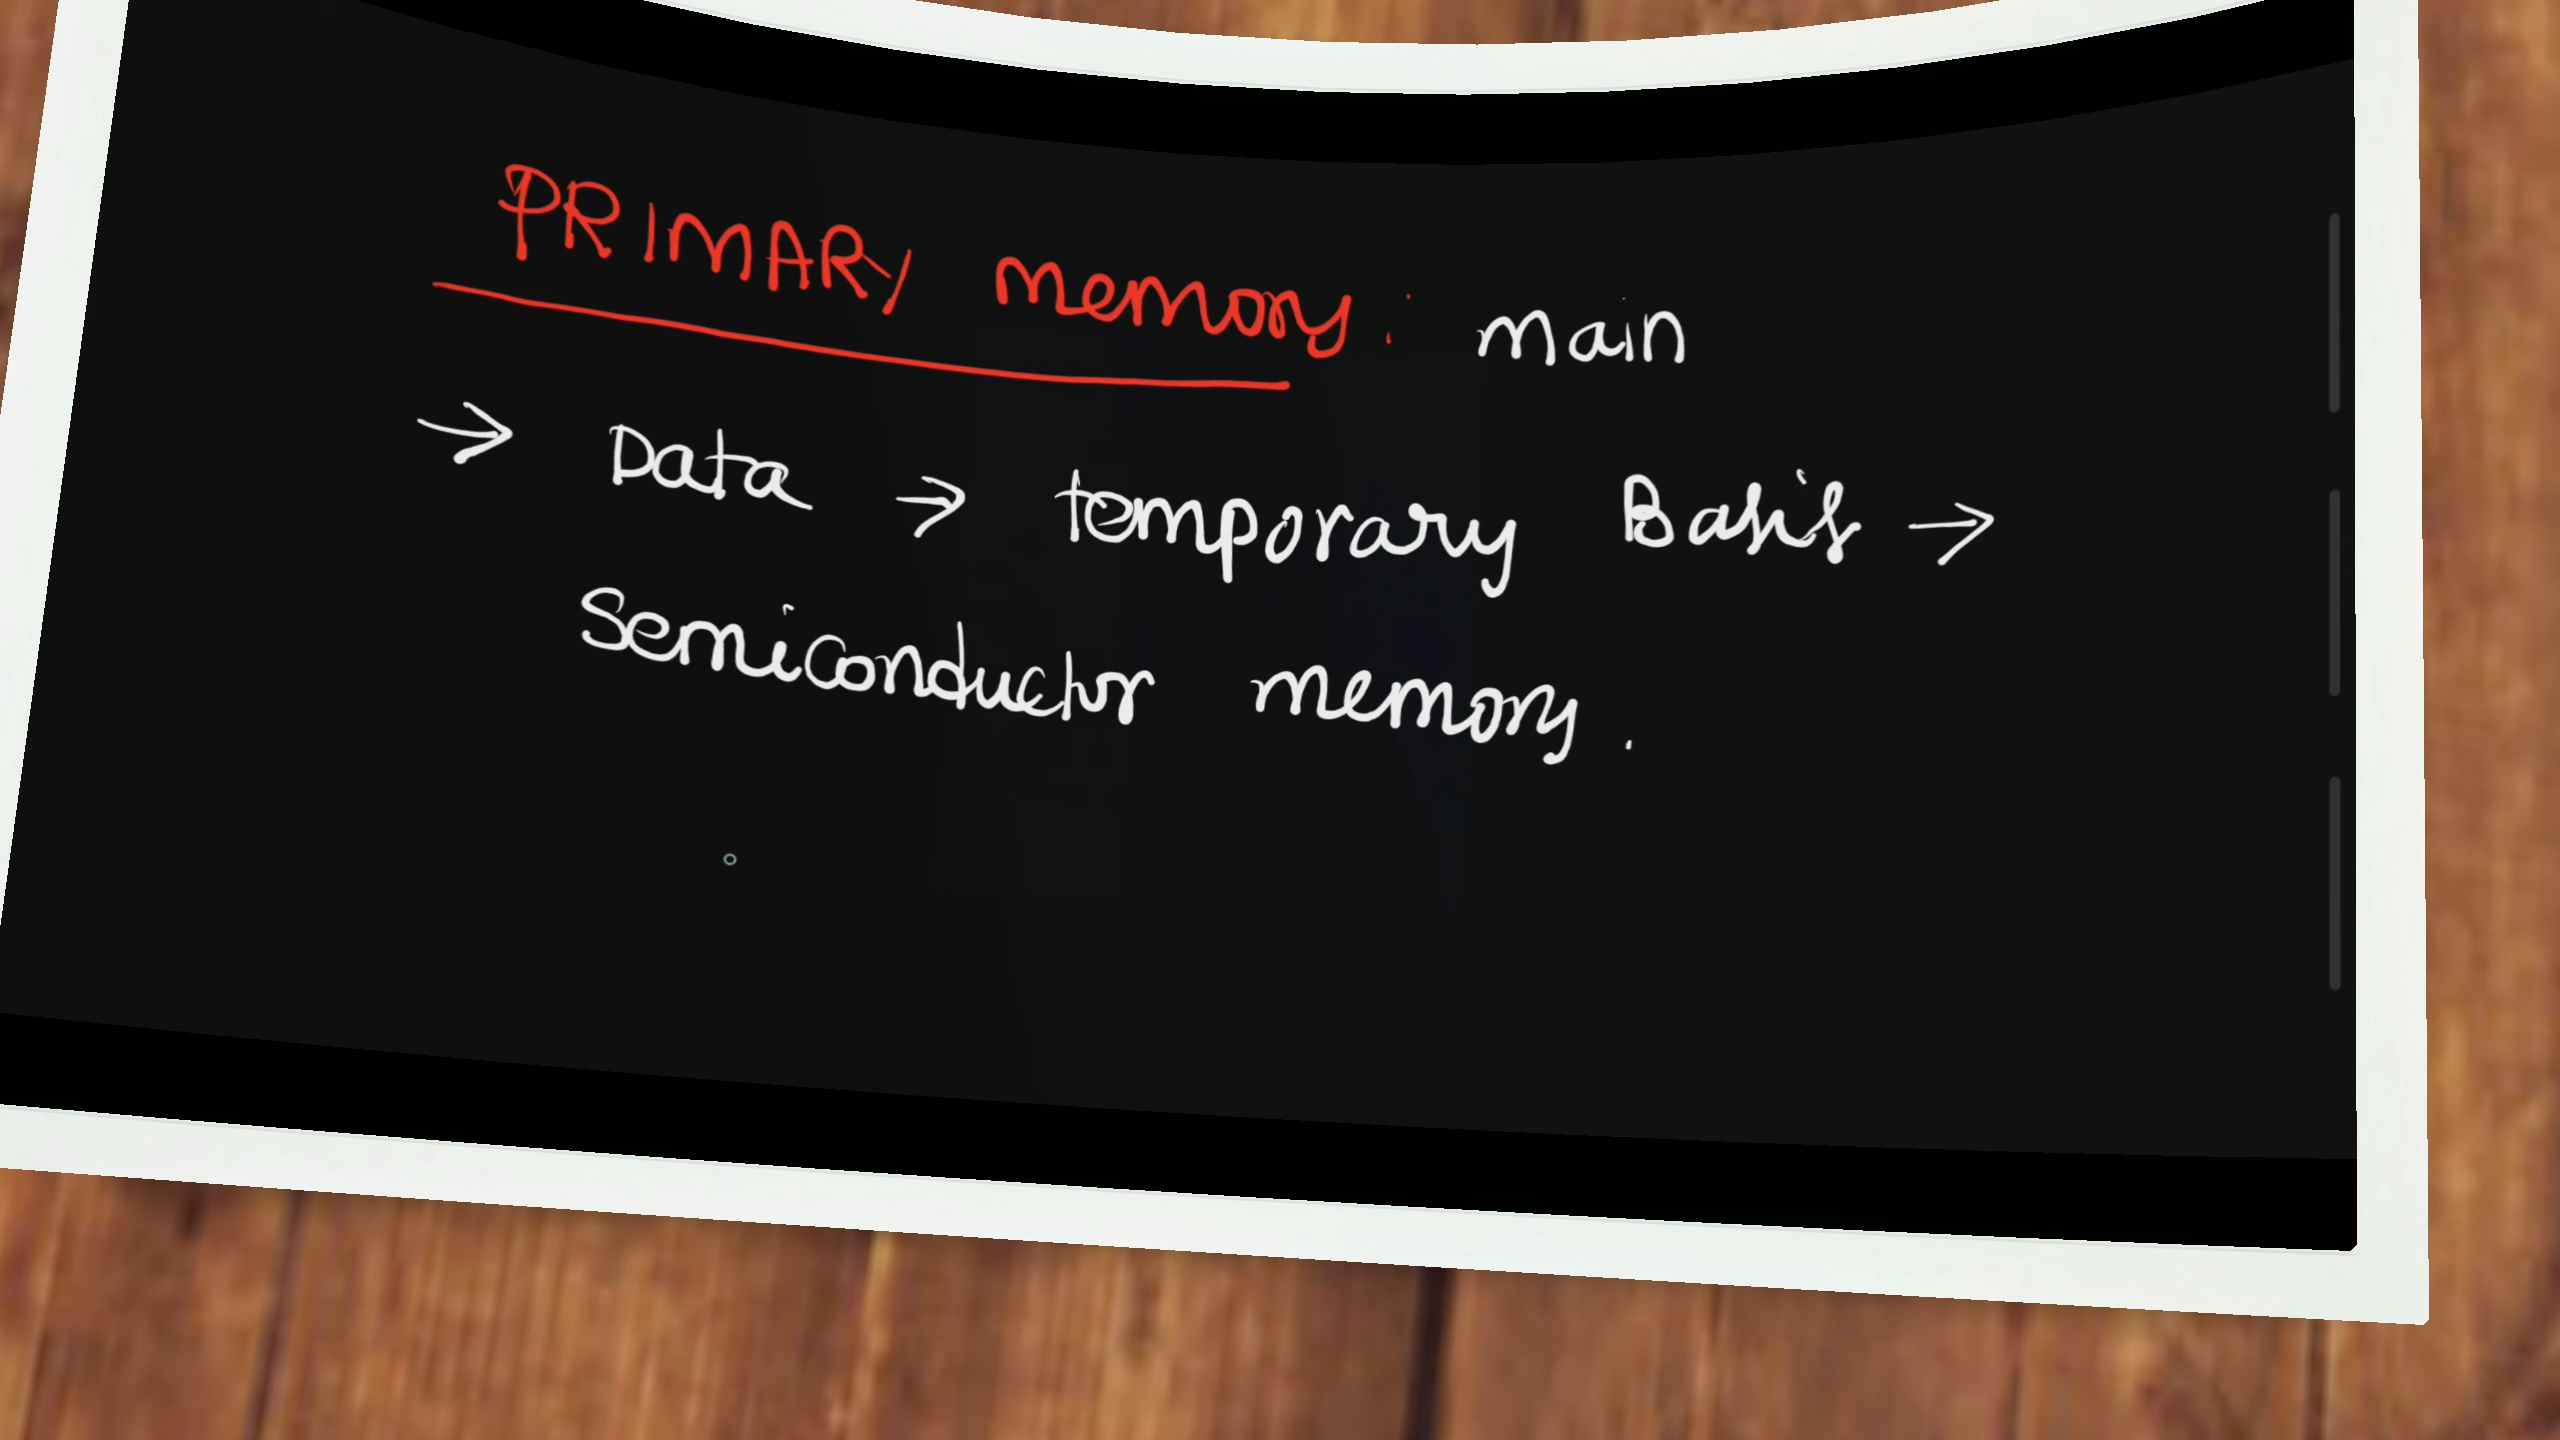 PRIMARY memory: main
→ Data → temporary Basis →
Semiconductor memory.